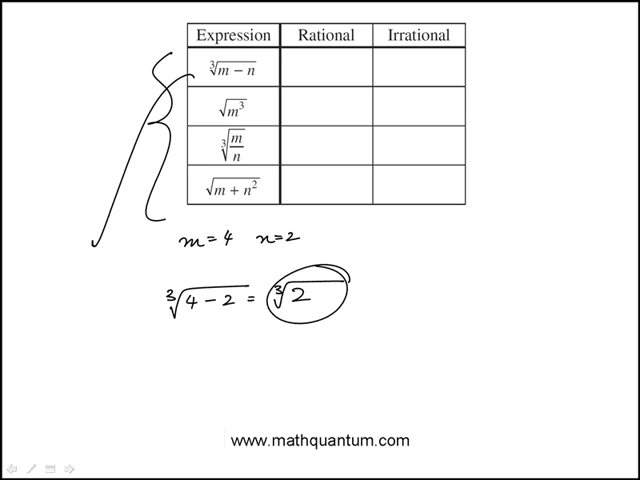 Expression Rational Irrational
∛(m − n)
√(m³)
∛(m/n)
√(m + n²)
m = 4 n = 2
∛(4 − 2) = ∛2
www.mathquantum.com